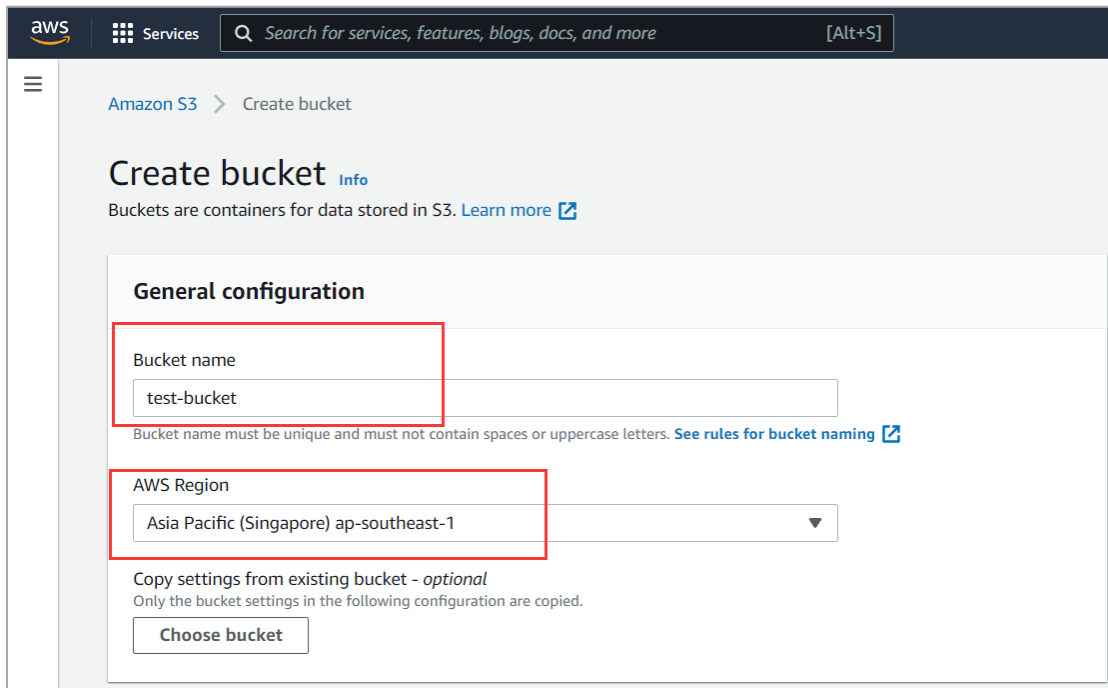 aws Services Search for services, features, blogs, docs, and more [Alt+S]
Amazon S3 > Create bucket
Create bucket Info
Buckets are containers for data stored in S3. Learn more
General configuration
Bucket name
test-bucket
Bucket name must be unique and must not contain spaces or uppercase letters. See rules for bucket naming
AWS Region
Asia Pacific (Singapore) ap-southeast-1
Copy settings from existing bucket - optional
Only the bucket settings in the following configuration are copied.
Choose bucket